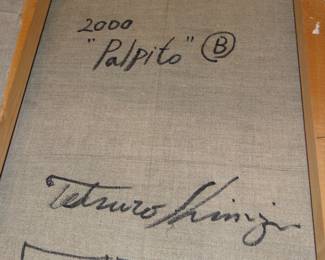 2000
"Palpito" Ⓑ
Tetsuro Shimizu